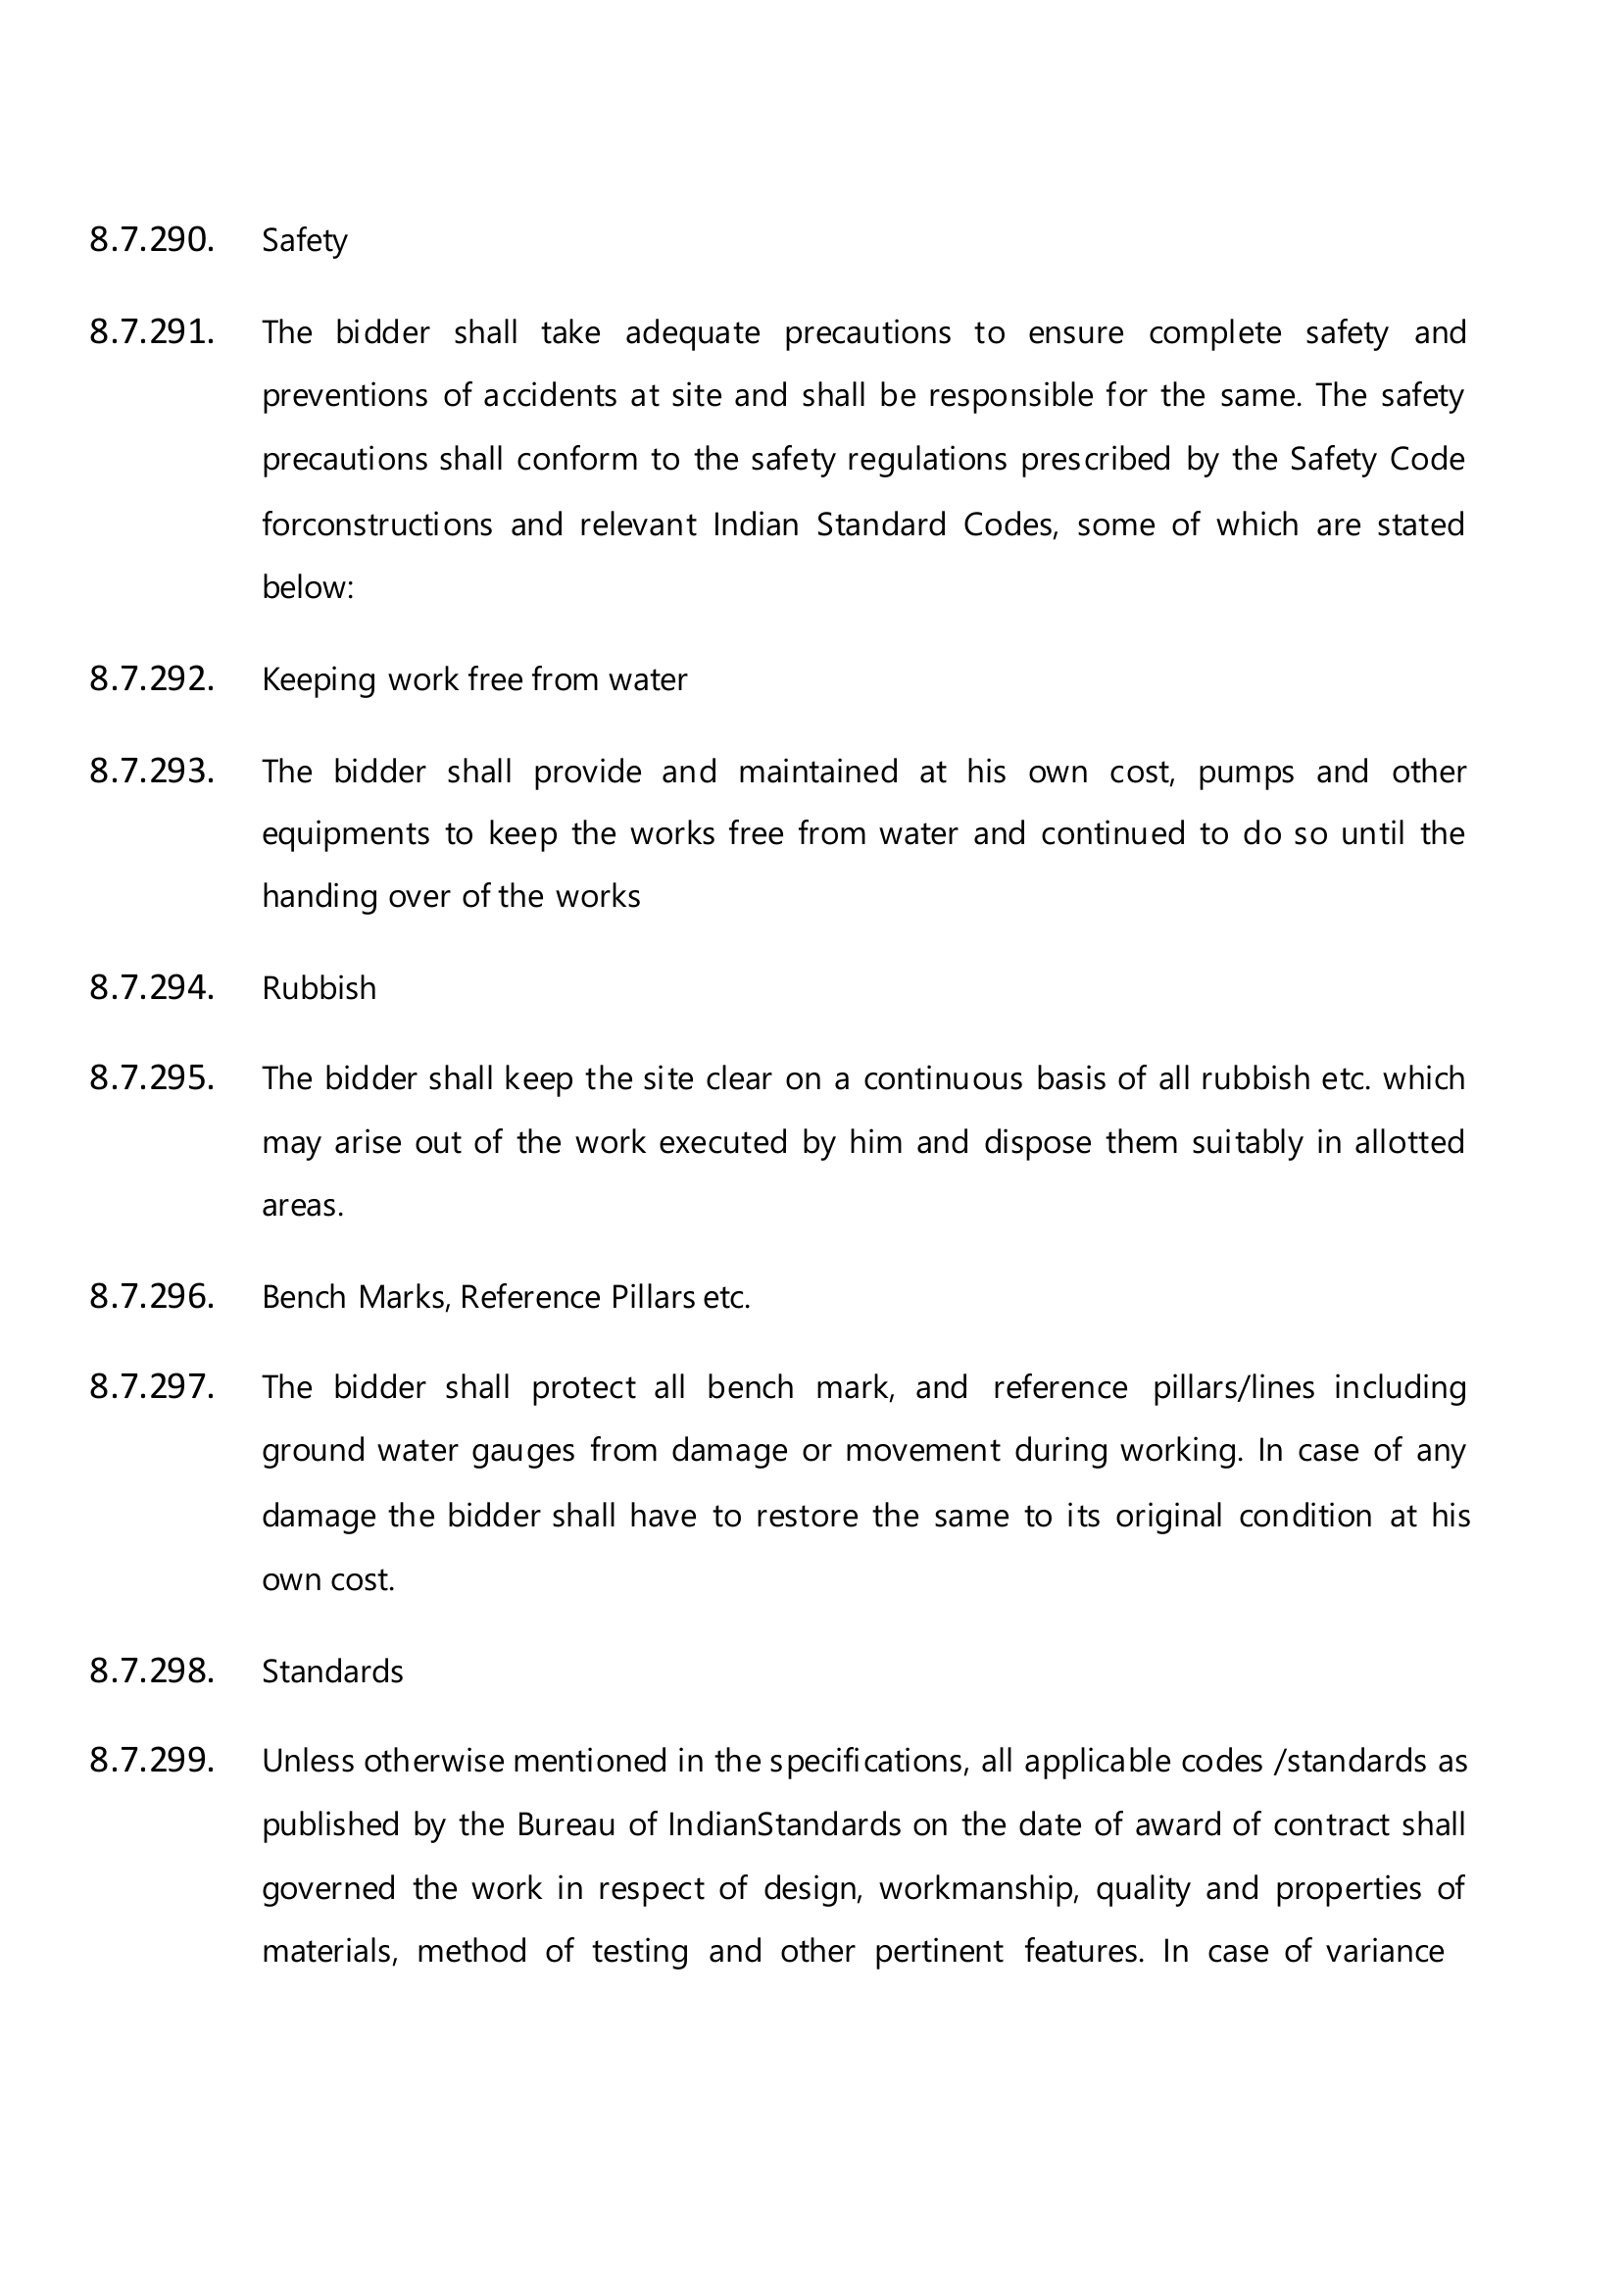 8.7.290. Safety
8.7.291. The bidder shall take adequate precautions to ensure complete safety and
preventions of accidents at site and shall be responsible for the same. The safety
precautions shall conform to the safety regulations prescribed by the Safety Code
forconstructions and relevant Indian Standard Codes, some of which are stated
below:
8.7.292. Keeping work free from water
8.7.293. The bidder shall provide and maintained at his own cost, pumps and other
equipments to keep the works free from water and continued to do so until the
handing over of the works
8.7.294. Rubbish
8.7.295. The bidder shall keep the site clear on a continuous basis of all rubbish etc. which
may arise out of the work executed by him and dispose them suitably in allotted
areas.
8.7.296. Bench Marks, Reference Pillars etc.
8.7.297. The bidder shall protect all bench mark, and reference pillars/lines including
ground water gauges from damage or movement during working. In case of any
damage the bidder shall have to restore the same to its original condition at his
own cost.
8.7.298. Standards
8.7.299. Unless otherwise mentioned in the specifications, all applicable codes /standards as
published by the Bureau of IndianStandards on the date of award of contract shall
governed the work in respect of design, workmanship, quality and properties of
materials, method of testing and other pertinent features. In case of variance